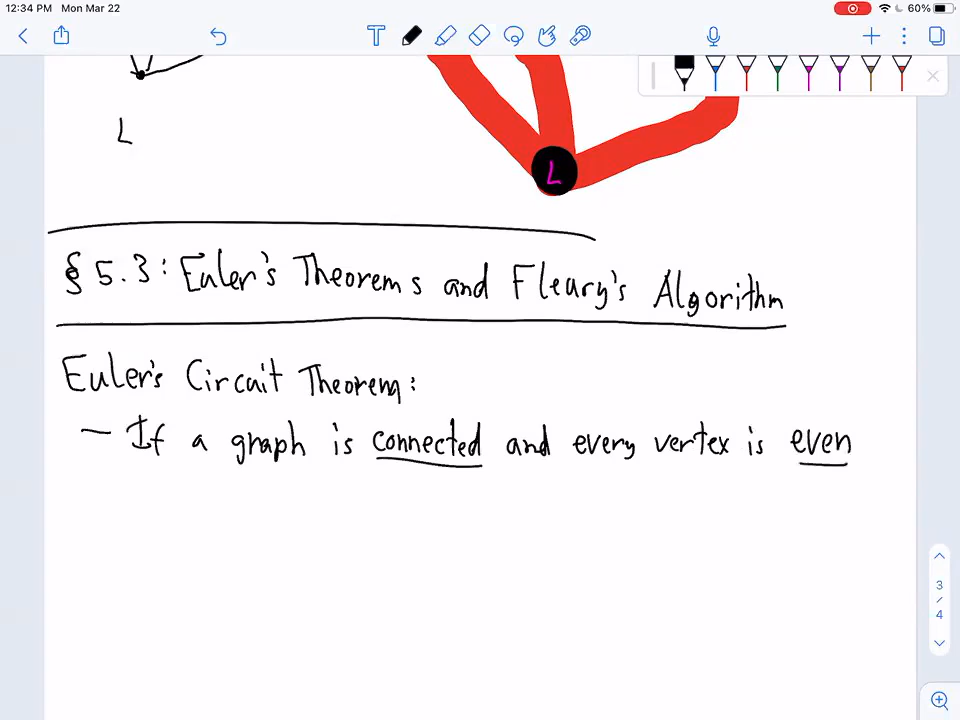 12:34 PM Mon Mar 22
60%
T
L
L
§ 5.3: Euler's Theorems and Fleury's Algorithm
Euler's Circuit Theorem:
— If a graph is connected and every vertex is even
3
/
4